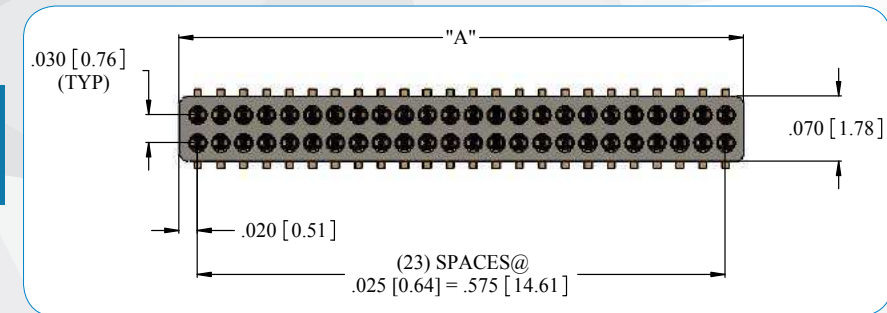 "A"
.030 [0.76]
(TYP)
.070 [1.78]
.020 [0.51]
(23) SPACES@
.025 [0.64] = .575 [14.61]